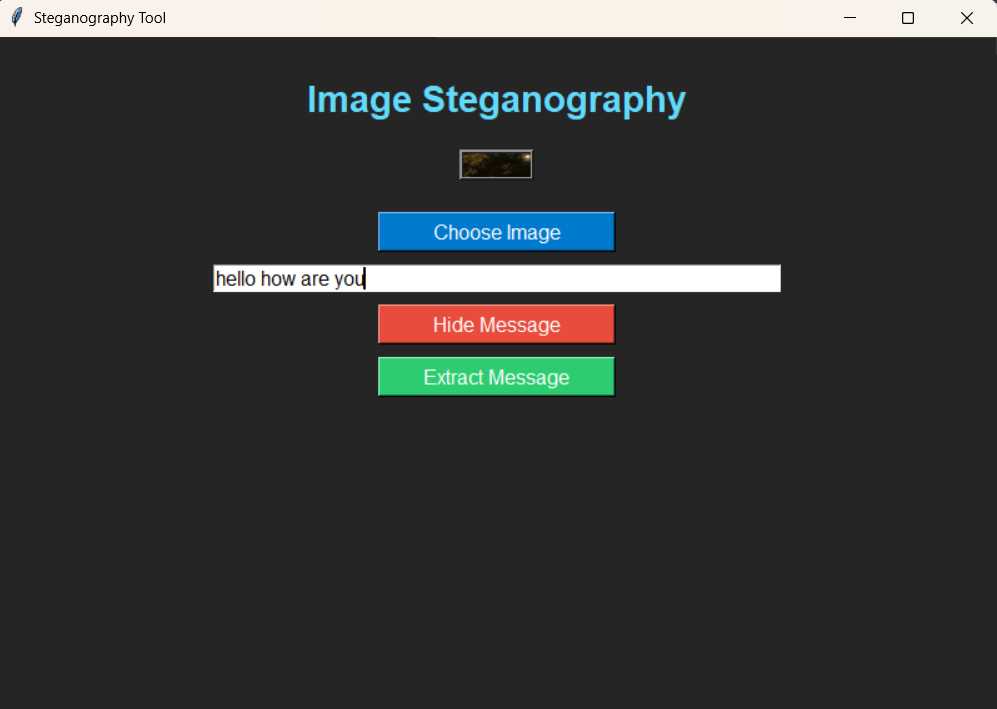 Steganography Tool
Image Steganography
Choose Image
hello how are you
Hide Message
Extract Message